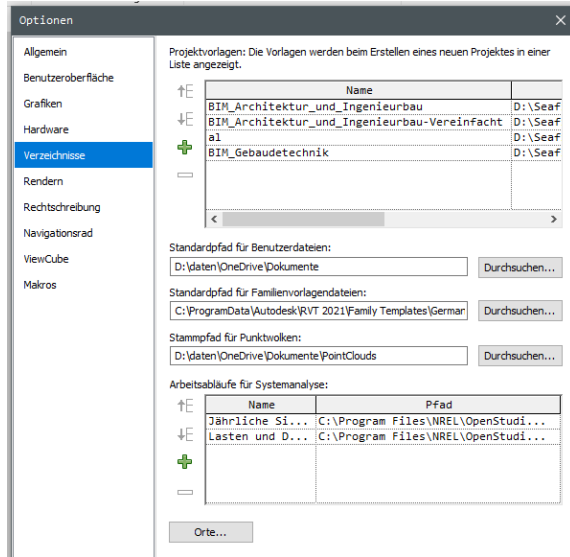 Optionen
Allgemein
Benutzeroberfläche
Grafiken
Hardware
Verzeichnisse
Rendern
Rechtschreibung
Navigationsrad
ViewCube
Makros
Projektvorlagen: Die Vorlagen werden beim Erstellen eines neuen Projektes in einer
Liste angezeigt.
Name
BIM_Architektur_und_Ingenieurbau D:\Seaf
BIM_Architektur_und_Ingenieurbau-Vereinfacht D:\Seaf
al D:\Seaf
BIM_Gebaudetechnik D:\Seaf
Standardpfad für Benutzerdateien:
D:\daten\OneDrive\Dokumente Durchsuchen...
Standardpfad für Familienvorlagendateien:
C:\ProgramData\Autodesk\RVT 2021\Family Templates\German Durchsuchen...
Stammpfad für Punktwolken:
D:\daten\OneDrive\Dokumente\PointClouds Durchsuchen...
Arbeitsabläufe für Systemanalyse:
Name Pfad
Jährliche Si... C:\Program Files\NREL\OpenStudi...
Lasten und D... C:\Program Files\NREL\OpenStudi...
Orte...